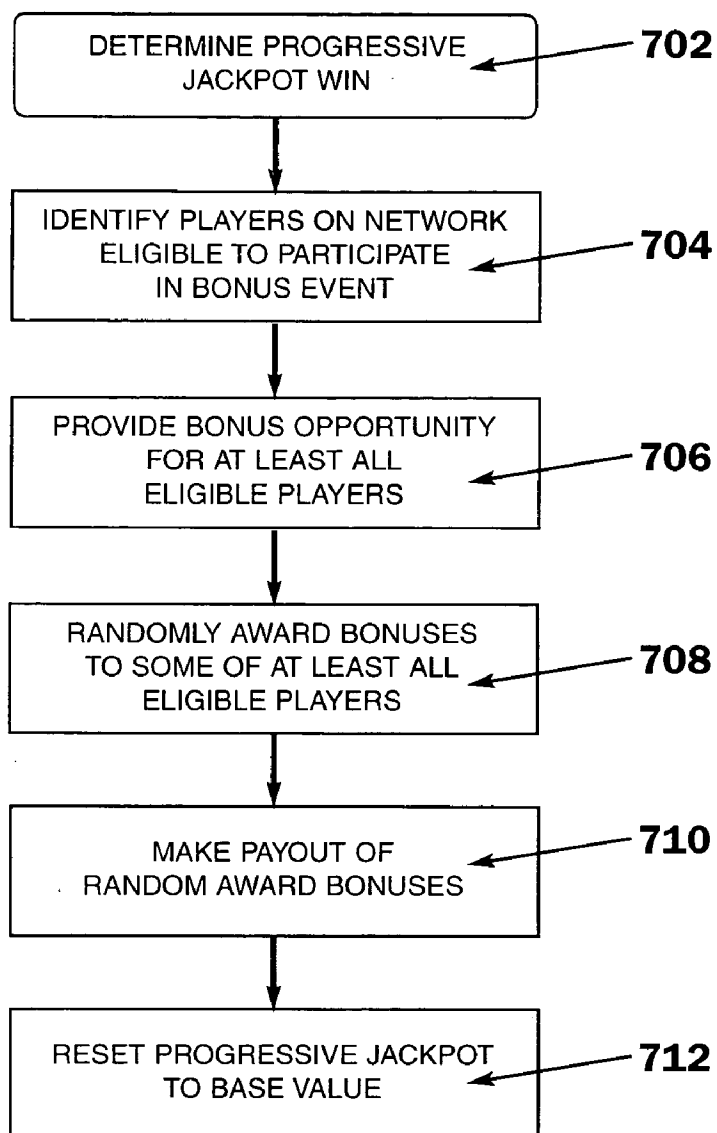 DETERMINE PROGRESSIVE
JACKPOT WIN
702
IDENTIFY PLAYERS ON NETWORK
ELIGIBLE TO PARTICIPATE
IN BONUS EVENT
704
PROVIDE BONUS OPPORTUNITY
FOR AT LEAST ALL
ELIGIBLE PLAYERS
706
RANDOMLY AWARD BONUSES
TO SOME OF AT LEAST ALL
ELIGIBLE PLAYERS
708
MAKE PAYOUT OF
RANDOM AWARD BONUSES
710
RESET PROGRESSIVE JACKPOT
TO BASE VALUE
712